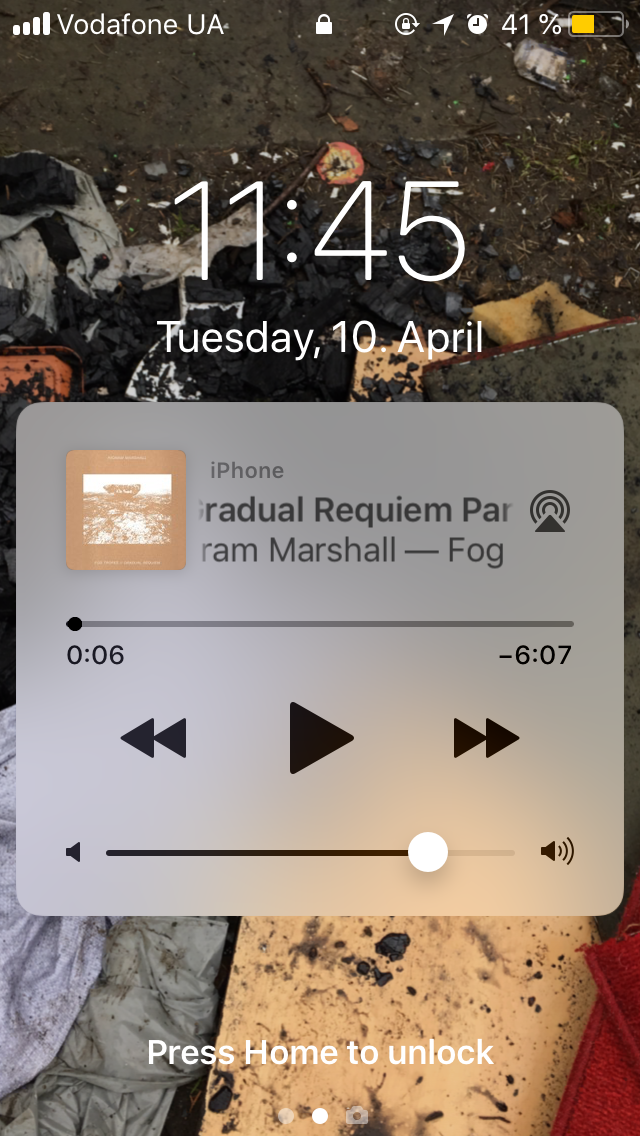 Vodafone UA 41 %
11:45
Tuesday, 10. April
iPhone
Gradual Requiem Par
ram Marshall — Fog
0:06 −6:07
Press Home to unlock